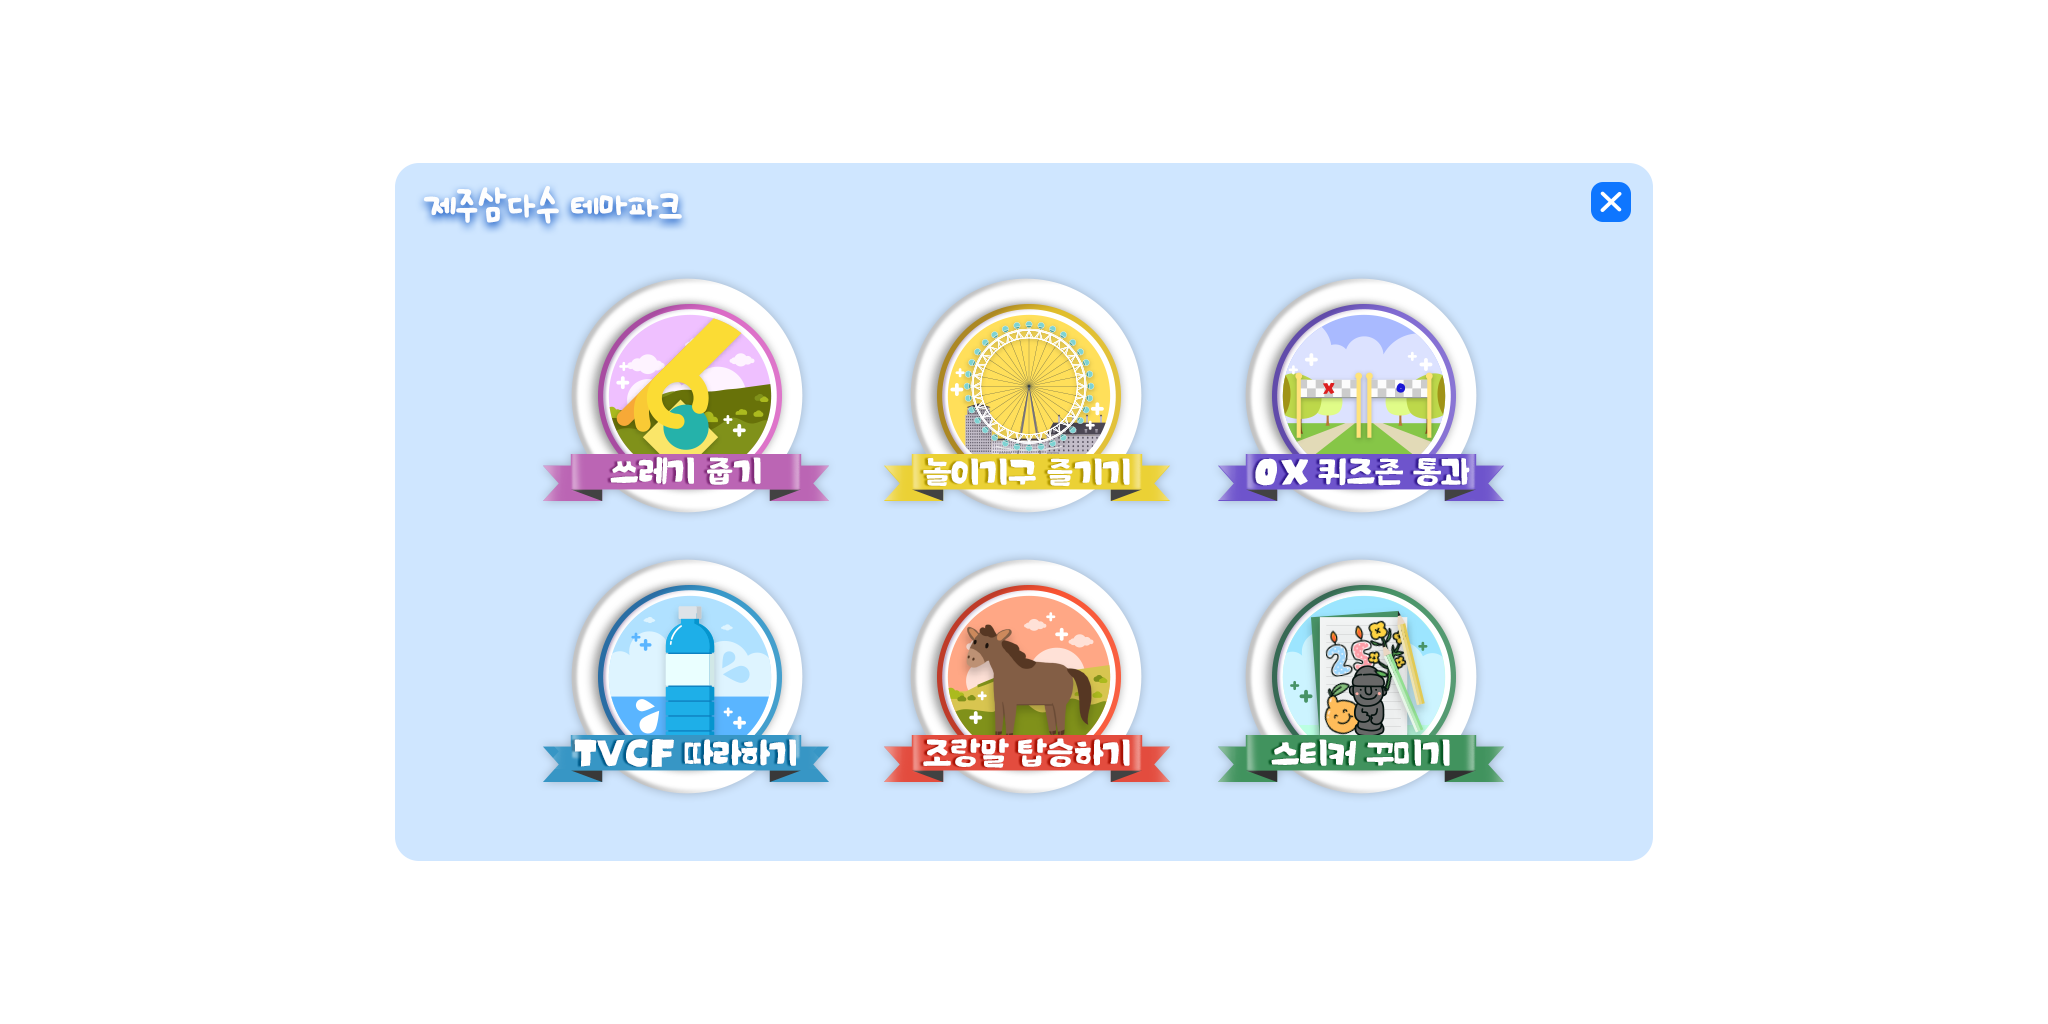 제주삼다수 테마파크
쓰레기 줍기
놀이기구 즐기기
OX 퀴즈존 통과
X
O
TVCF 따라하기
조랑말 탑승하기
스티커 꾸미기
25